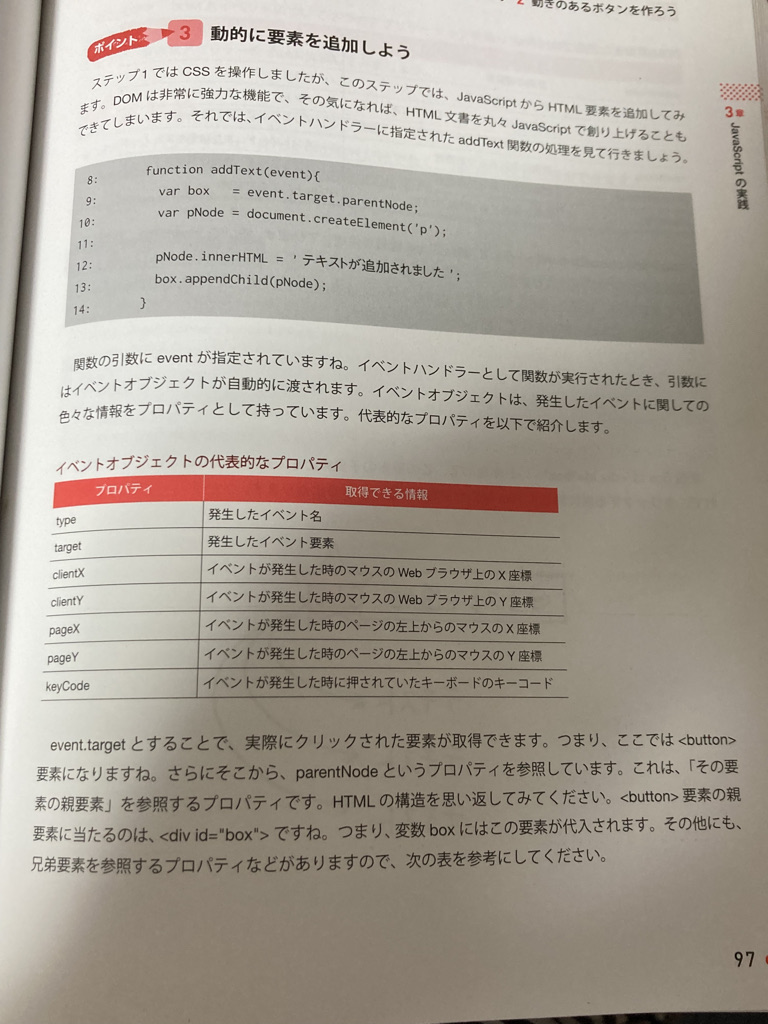 2 動きのあるボタンを作ろう
ポイント 3 動的に要素を追加しよう
ステップ1ではCSSを操作しましたが、このステップでは、JavaScriptからHTML要素を追加してみ
ます。DOMは非常に強力な機能で、その気になれば、HTML文書を丸々JavaScriptで創り上げることも
できてしまいます。それでは、イベントハンドラーに指定されたaddText関数の処理を見て行きましょう。
3章
JavaScriptの実践
8: function addText(event){
9: var box = event.target.parentNode;
10: var pNode = document.createElement('p');
11:
12: pNode.innerHTML = ' テキストが追加されました ';
13: box.appendChild(pNode);
14: }
関数の引数にeventが指定されていますね。イベントハンドラーとして関数が実行されたとき、引数に
はイベントオブジェクトが自動的に渡されます。イベントオブジェクトは、発生したイベントに関しての
色々な情報をプロパティとして持っています。代表的なプロパティを以下で紹介します。
イベントオブジェクトの代表的なプロパティ
プロパティ 取得できる情報
type 発生したイベント名
target 発生したイベント要素
clientX イベントが発生した時のマウスのWebブラウザ上のX座標
clientY イベントが発生した時のマウスのWebブラウザ上のY座標
pageX イベントが発生した時のページの左上からのマウスのX座標
pageY イベントが発生した時のページの左上からのマウスのY座標
keyCode イベントが発生した時に押されていたキーボードのキーコード
event.targetとすることで、実際にクリックされた要素が取得できます。つまり、ここでは<button>
要素になりますね。さらにそこから、parentNodeというプロパティを参照しています。これは、「その要
素の親要素」を参照するプロパティです。HTMLの構造を思い返してみてください。<button>要素の親
要素に当たるのは、<div id="box">ですね。つまり、変数boxにはこの要素が代入されます。その他にも、
兄弟要素を参照するプロパティなどがありますので、次の表を参考にしてください。
97